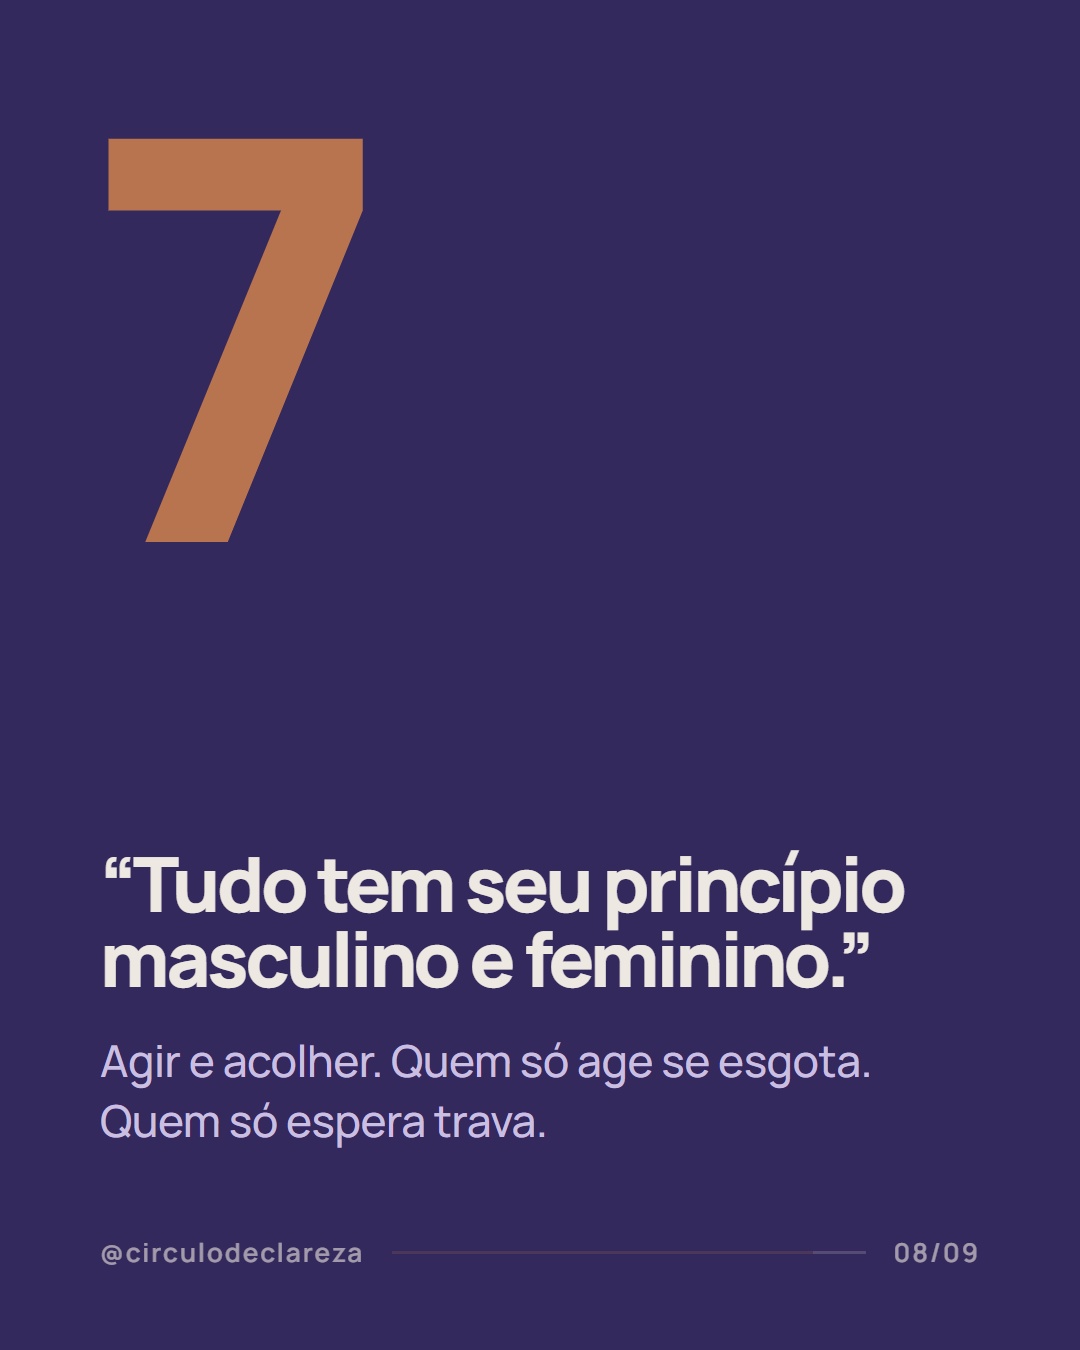 7
“Tudo tem seu princípio
masculino e feminino.”
Agir e acolher. Quem só age se esgota.
Quem só espera trava.
@circulodeclareza
08/09